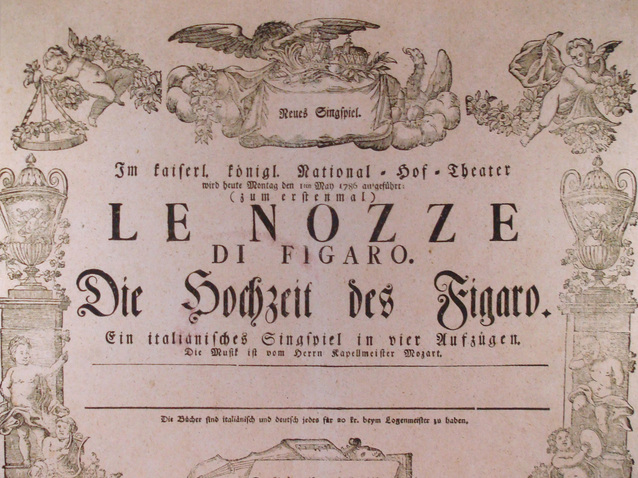 Neues Singspiel.
Im kaiserl. königl. National-Hof-Theater
wird heute Montag den 1ten May 1786 aufgeführt:
(zum erstenmal)
LE NOZZE
DI FIGARO.
Die Hochzeit des Figaro.
Ein italiänisches Singspiel in vier Aufzügen.
Die Musik ist vom Herrn Kapellmeister Mozart.
Die Bücher sind italiänisch und deutsch jedes für 20 kr. beym Logenmeister zu haben.